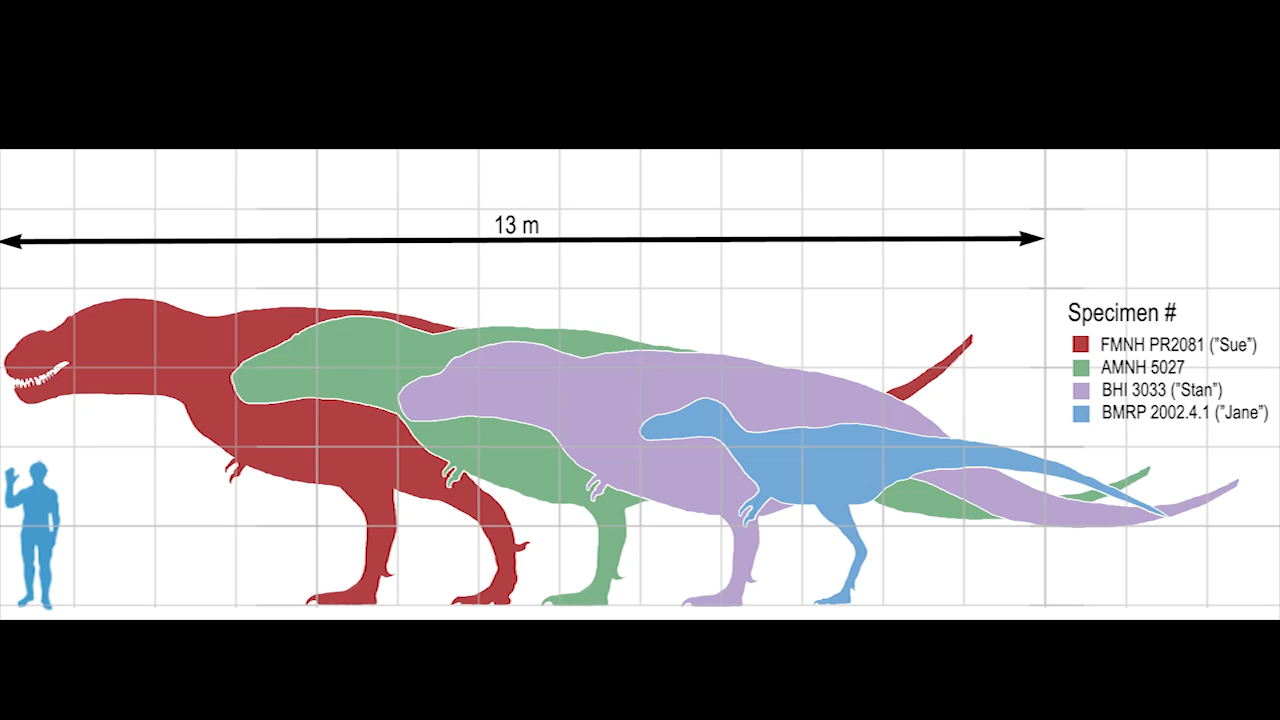 13 m
Specimen #
FMNH PR2081 ("Sue")
AMNH 5027
BHI 3033 ("Stan")
BMRP 2002.4.1 ("Jane")